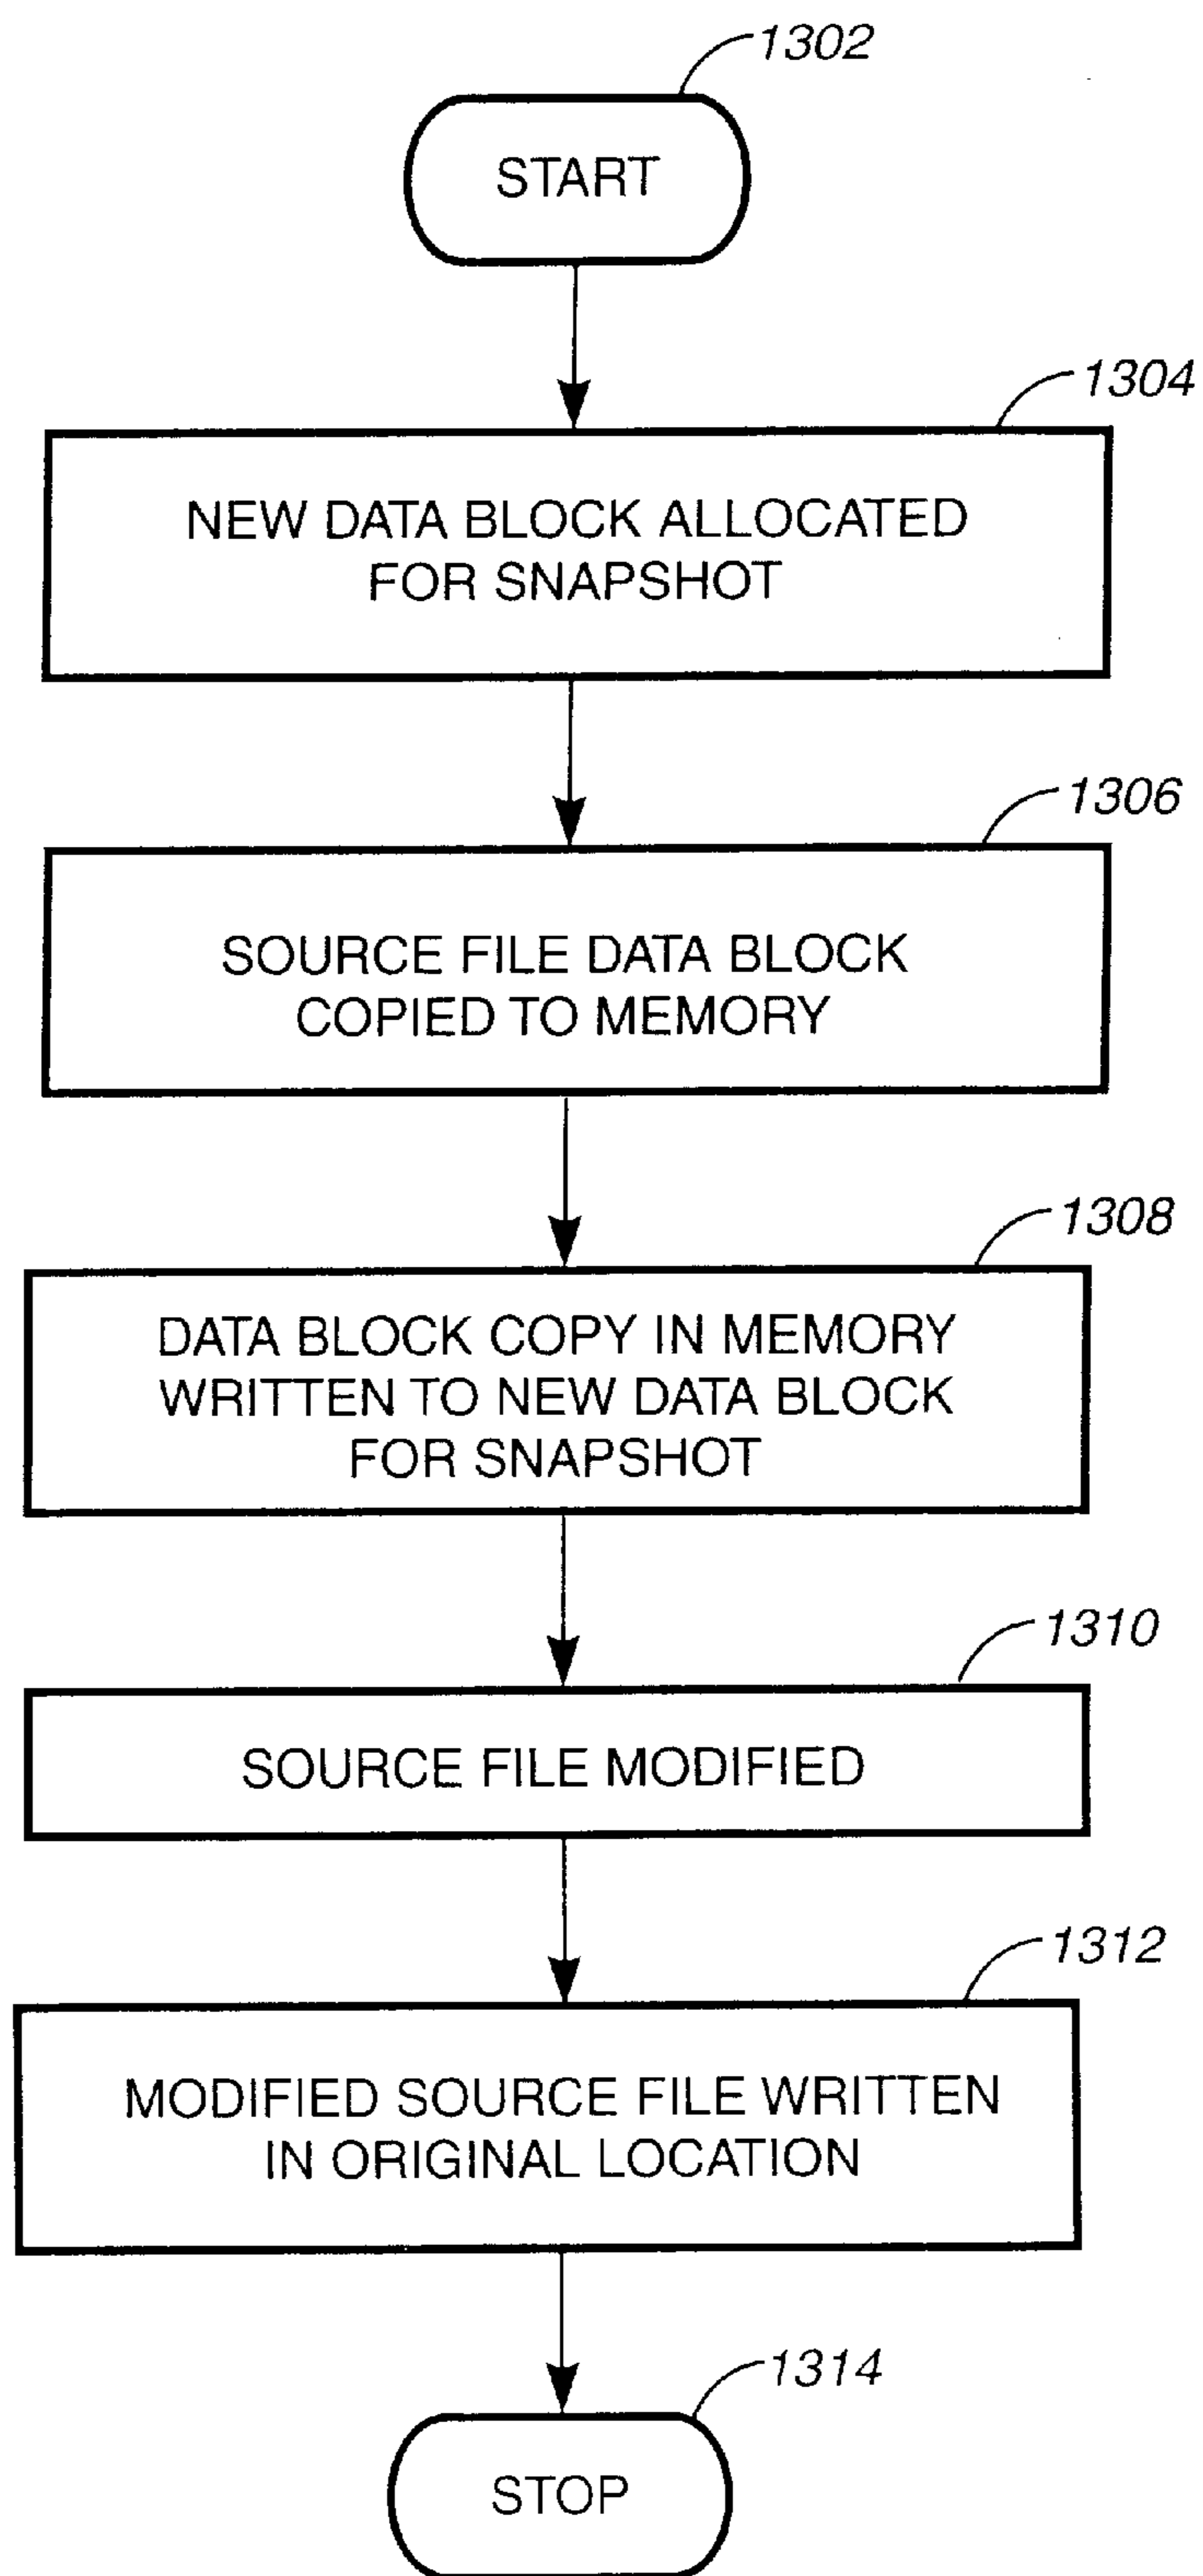 1302
START
1304
NEW DATA BLOCK ALLOCATED
FOR SNAPSHOT
1306
SOURCE FILE DATA BLOCK
COPIED TO MEMORY
1308
DATA BLOCK COPY IN MEMORY
WRITTEN TO NEW DATA BLOCK
FOR SNAPSHOT
1310
SOURCE FILE MODIFIED
1312
MODIFIED SOURCE FILE WRITTEN
IN ORIGINAL LOCATION
1314
STOP